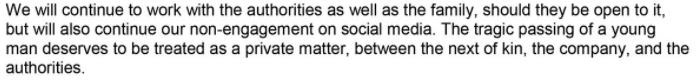 We will continue to work with the authorities as well as the family, should they be open to it,
but will also continue our non-engagement on social media. The tragic passing of a young
man deserves to be treated as a private matter, between the next of kin, the company, and the
authorities.